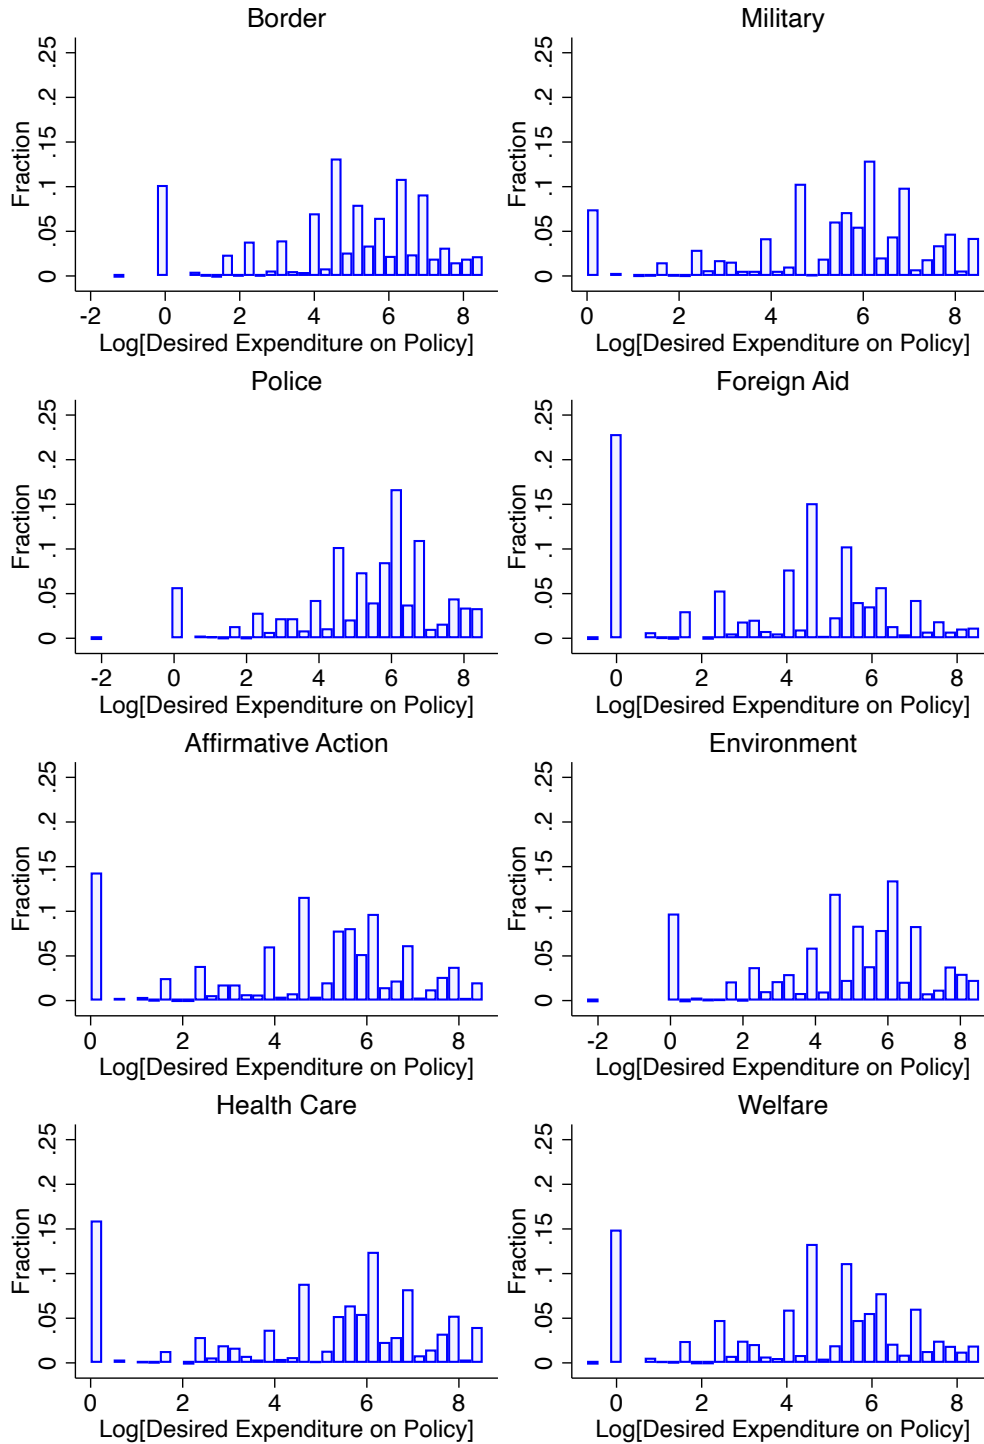 Border
Fraction
0 .05 .1 .15 .2 .25
-2 0 2 4 6 8
Log[Desired Expenditure on Policy]
Military
Fraction
0 .05 .1 .15 .2 .25
0 2 4 6 8
Log[Desired Expenditure on Policy]
Police
Fraction
0 .05 .1 .15 .2 .25
-2 0 2 4 6 8
Log[Desired Expenditure on Policy]
Foreign Aid
Fraction
0 .05 .1 .15 .2 .25
0 2 4 6 8
Log[Desired Expenditure on Policy]
Affirmative Action
Fraction
0 .05 .1 .15 .2 .25
0 2 4 6 8
Log[Desired Expenditure on Policy]
Environment
Fraction
0 .05 .1 .15 .2 .25
-2 0 2 4 6 8
Log[Desired Expenditure on Policy]
Health Care
Fraction
0 .05 .1 .15 .2 .25
0 2 4 6 8
Log[Desired Expenditure on Policy]
Welfare
Fraction
0 .05 .1 .15 .2 .25
0 2 4 6 8
Log[Desired Expenditure on Policy]